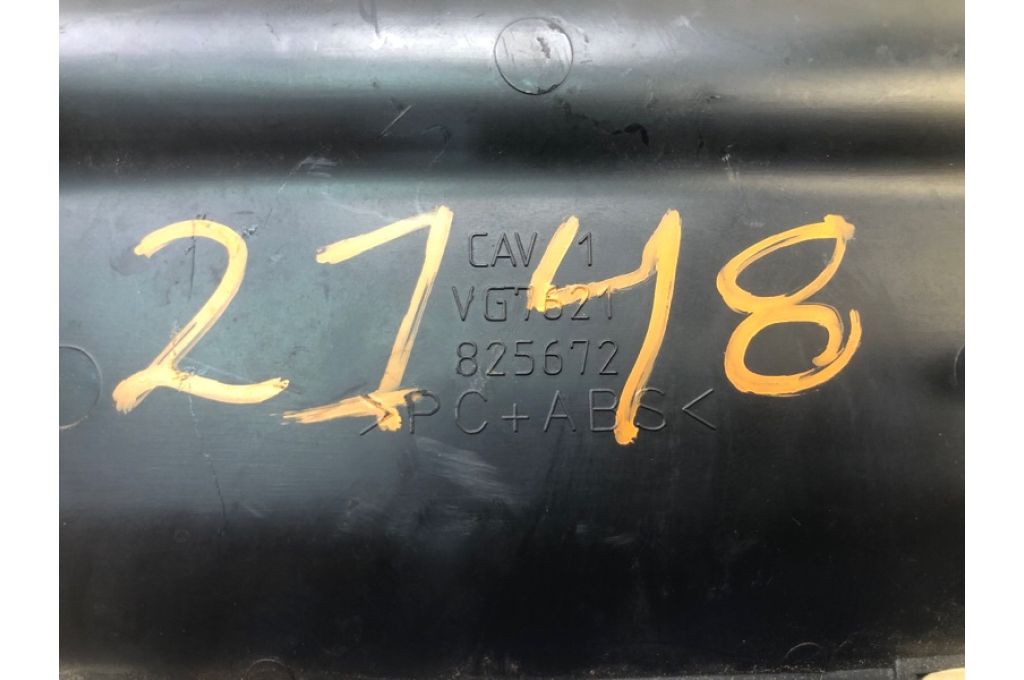 2148
CAV 1
VG7621
825672
>PC+ABS<